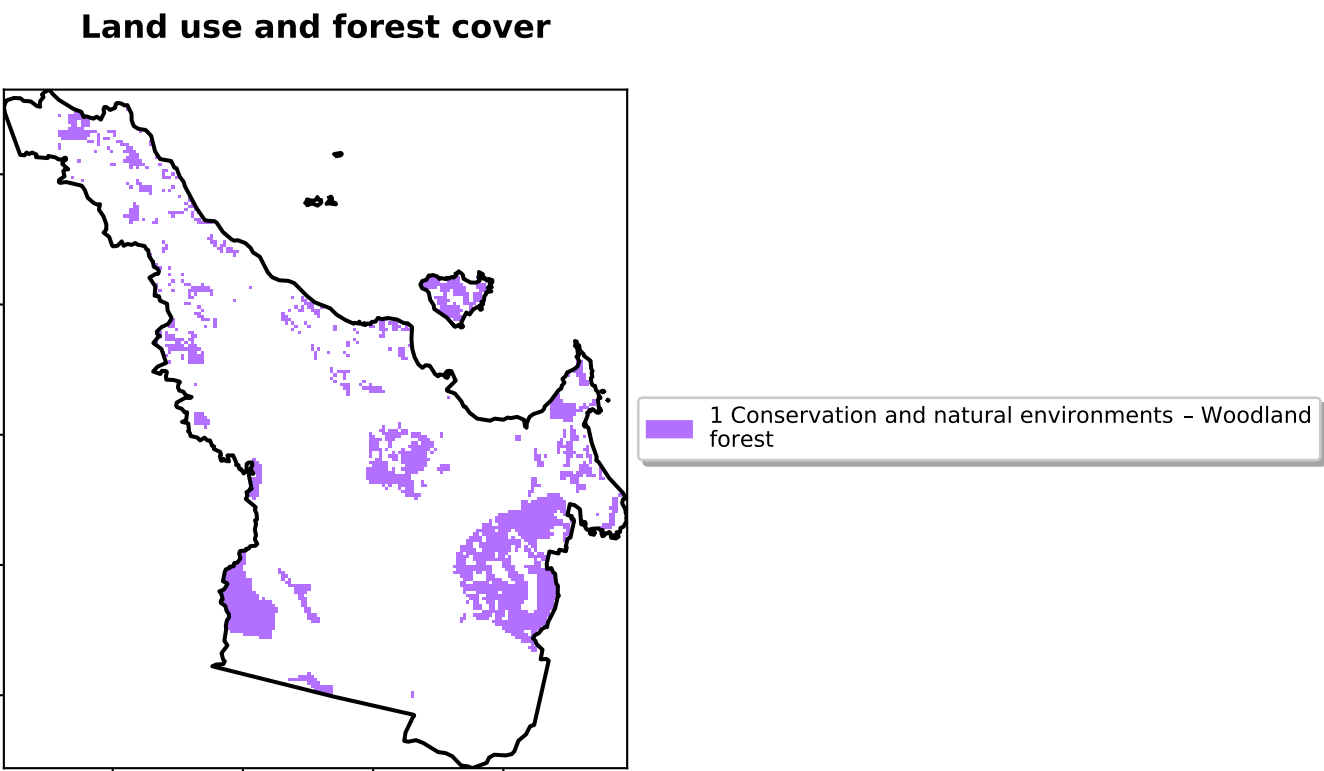 Land use and forest cover
1 Conservation and natural environments – Woodland
forest